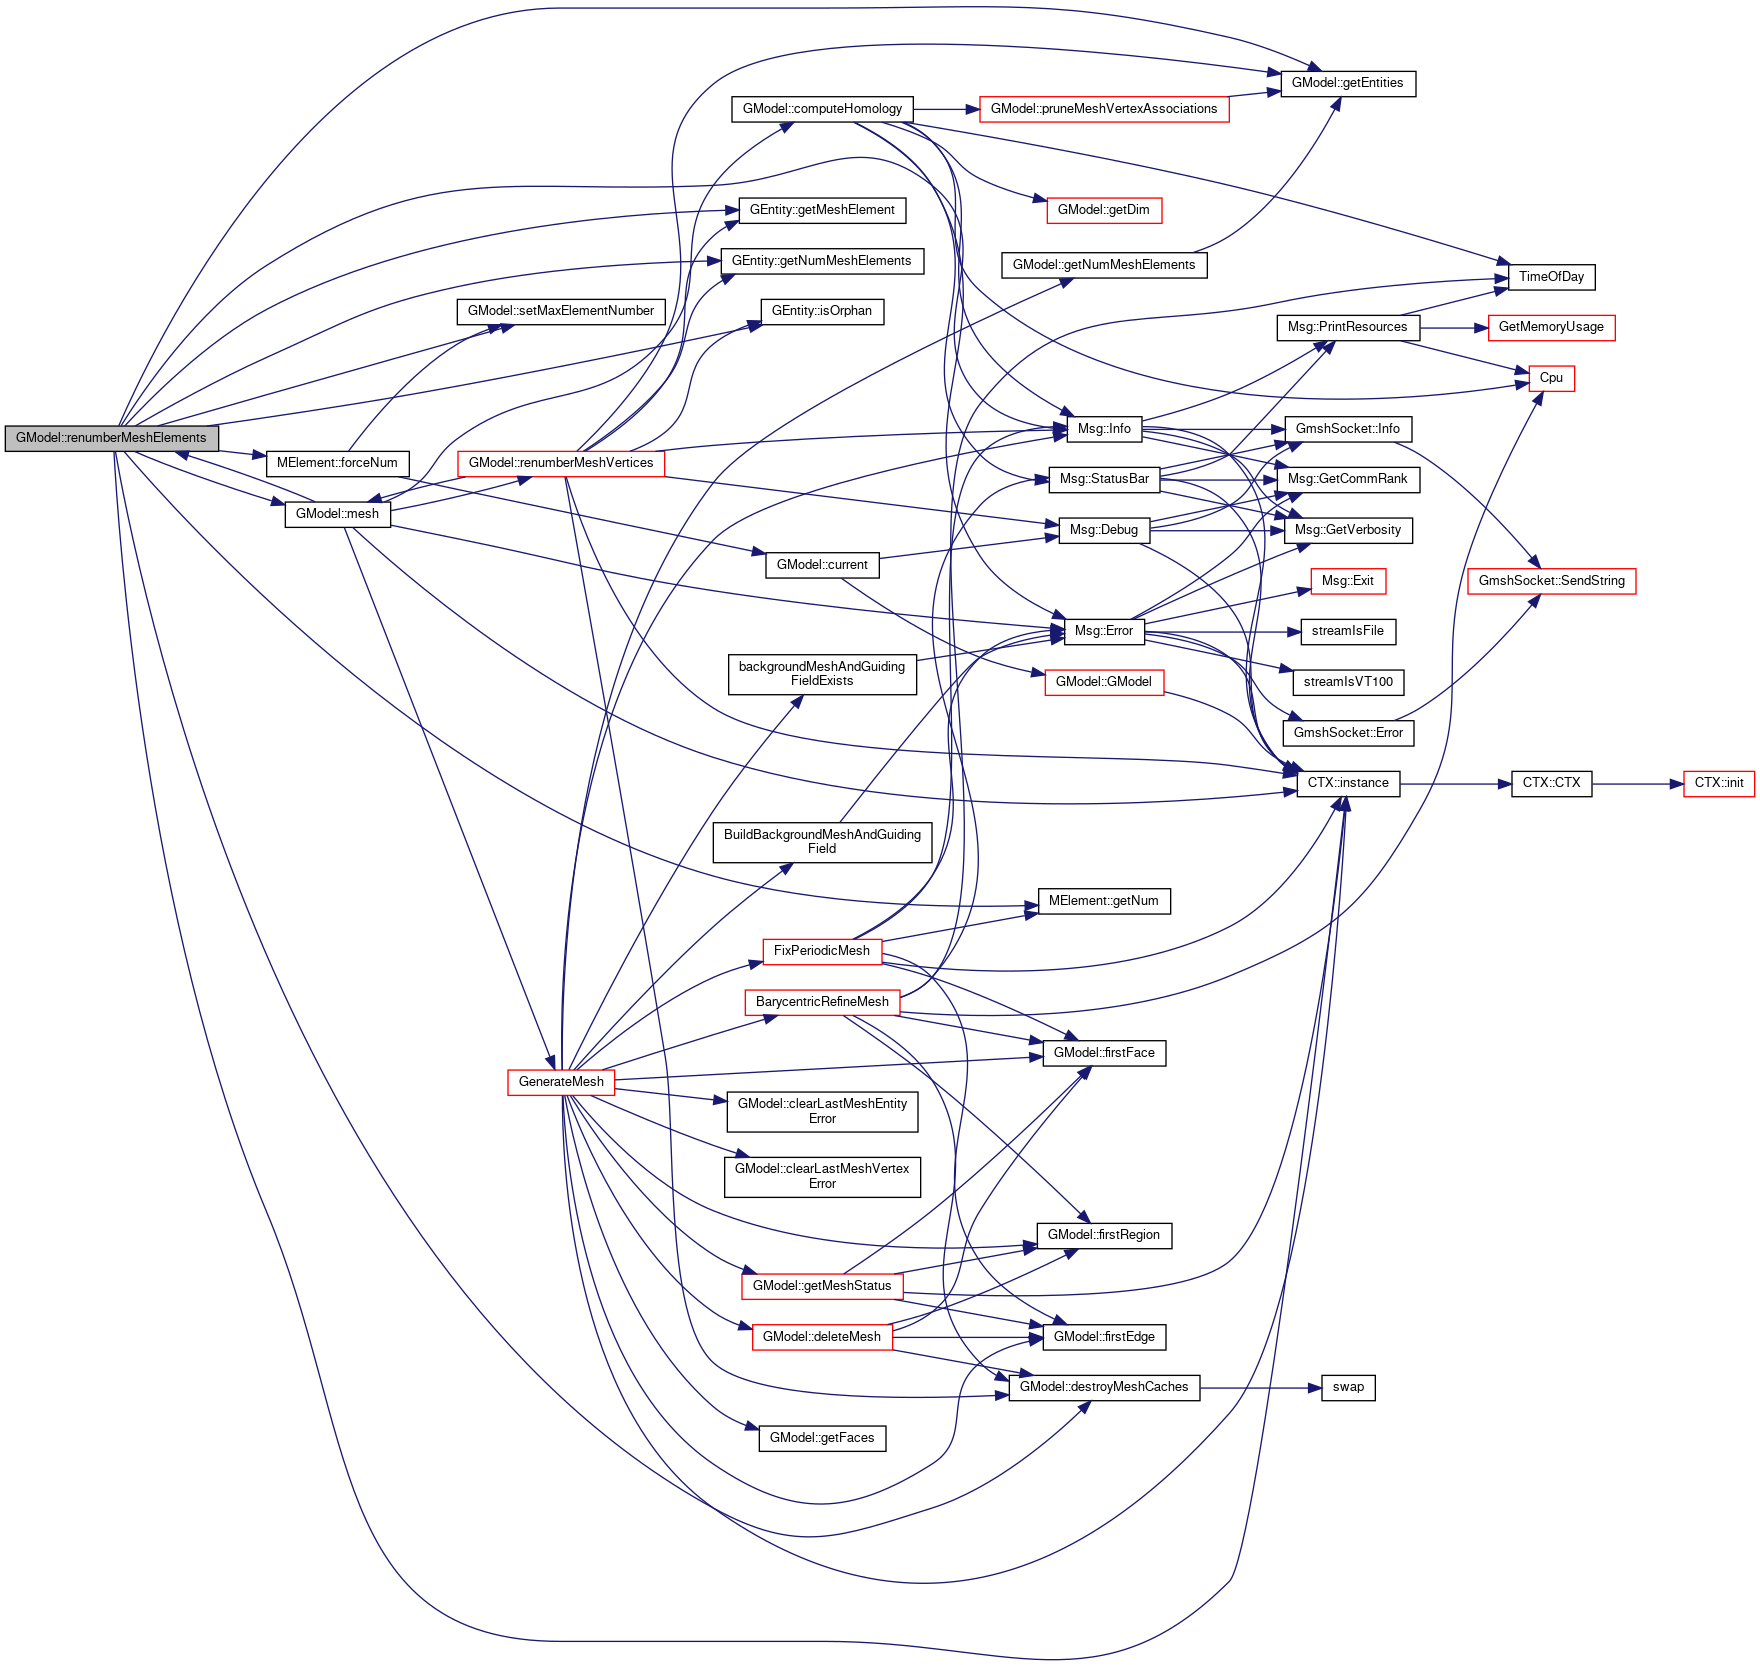 GModel::renumberMeshElements
MElement::forceNum
GModel::mesh
GModel::setMaxElementNumber
GModel::renumberMeshVertices
GenerateMesh
GModel::computeHomology
GEntity::getMeshElement
GEntity::getNumMeshElements
GEntity::isOrphan
GModel::current
backgroundMeshAndGuiding
FieldExists
BuildBackgroundMeshAndGuiding
Field
FixPeriodicMesh
BarycentricRefineMesh
GModel::clearLastMeshEntity
Error
GModel::clearLastMeshVertex
Error
GModel::getMeshStatus
GModel::deleteMesh
GModel::getFaces
GModel::pruneMeshVertexAssociations
GModel::getDim
GModel::getNumMeshElements
Msg::Info
Msg::StatusBar
Msg::Debug
Msg::Error
GModel::GModel
MElement::getNum
GModel::firstFace
GModel::firstRegion
GModel::firstEdge
GModel::destroyMeshCaches
GModel::getEntities
Msg::PrintResources
GmshSocket::Info
Msg::GetCommRank
Msg::GetVerbosity
Msg::Exit
streamIsFile
streamIsVT100
GmshSocket::Error
CTX::instance
swap
TimeOfDay
GetMemoryUsage
Cpu
GmshSocket::SendString
CTX::CTX
CTX::init